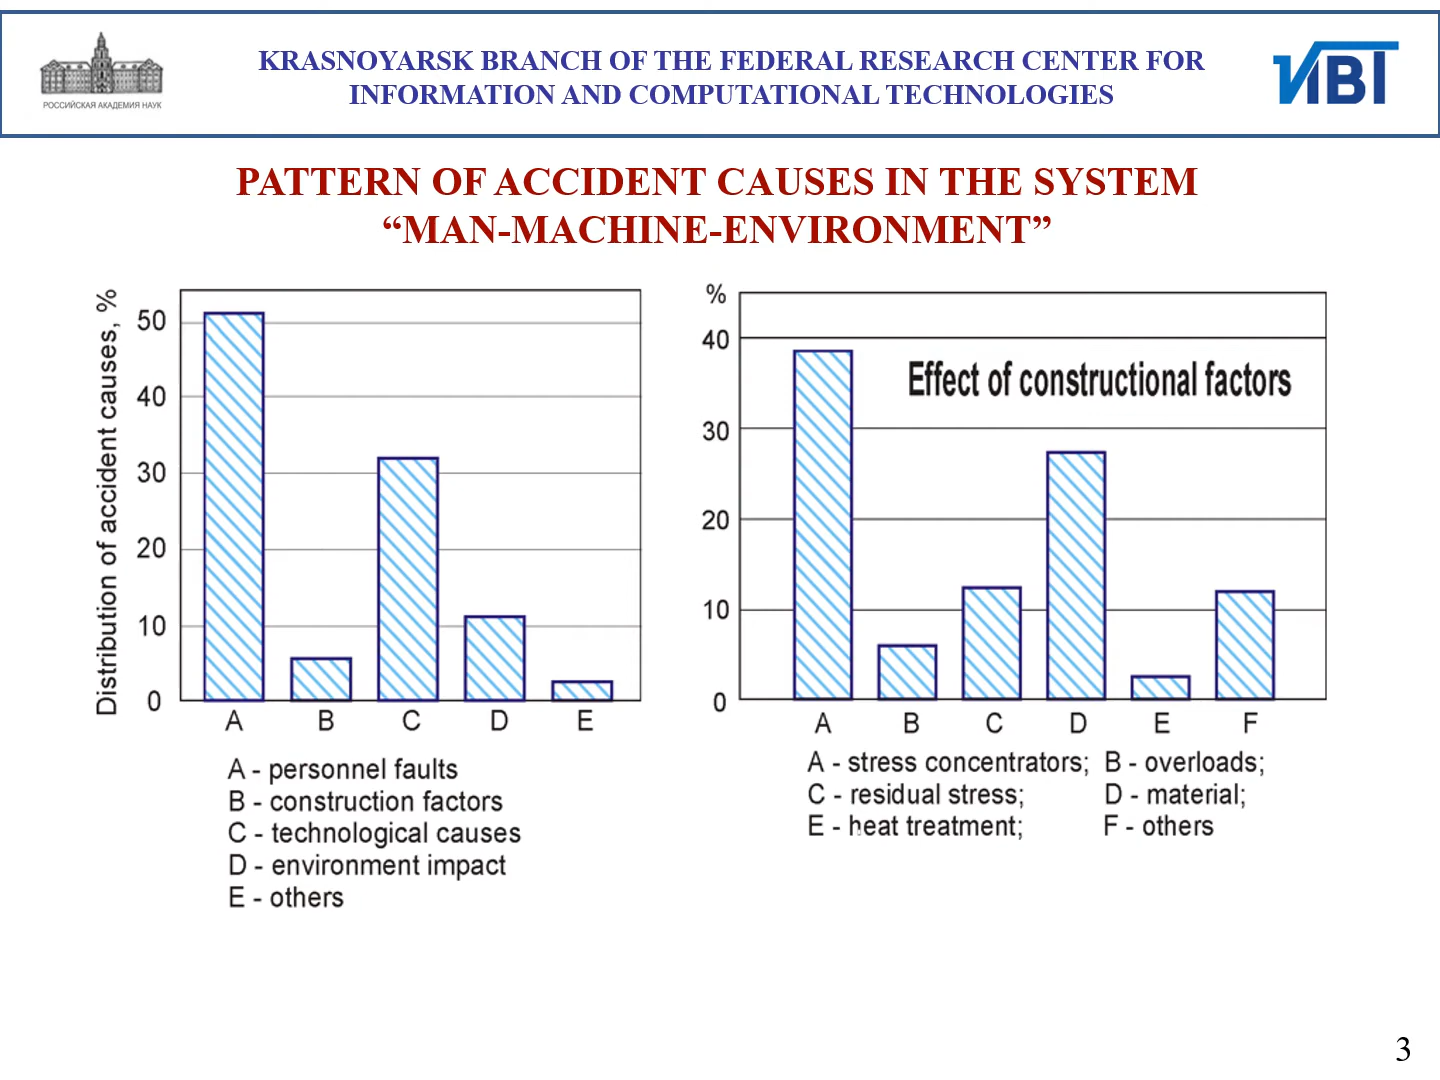 РОССИЙСКАЯ АКАДЕМИЯ НАУК
KRASNOYARSK BRANCH OF THE FEDERAL RESEARCH CENTER FOR
INFORMATION AND COMPUTATIONAL TECHNOLOGIES
ИВТ
PATTERN OF ACCIDENT CAUSES IN THE SYSTEM
“MAN-MACHINE-ENVIRONMENT”
Distribution of accident causes, %
50
40
30
20
10
0
A B C D E
A - personnel faults
B - construction factors
C - technological causes
D - environment impact
E - others
%
40
30
20
10
0
Effect of constructional factors
A B C D E F
A - stress concentrators; B - overloads;
C - residual stress; D - material;
E - heat treatment; F - others
3